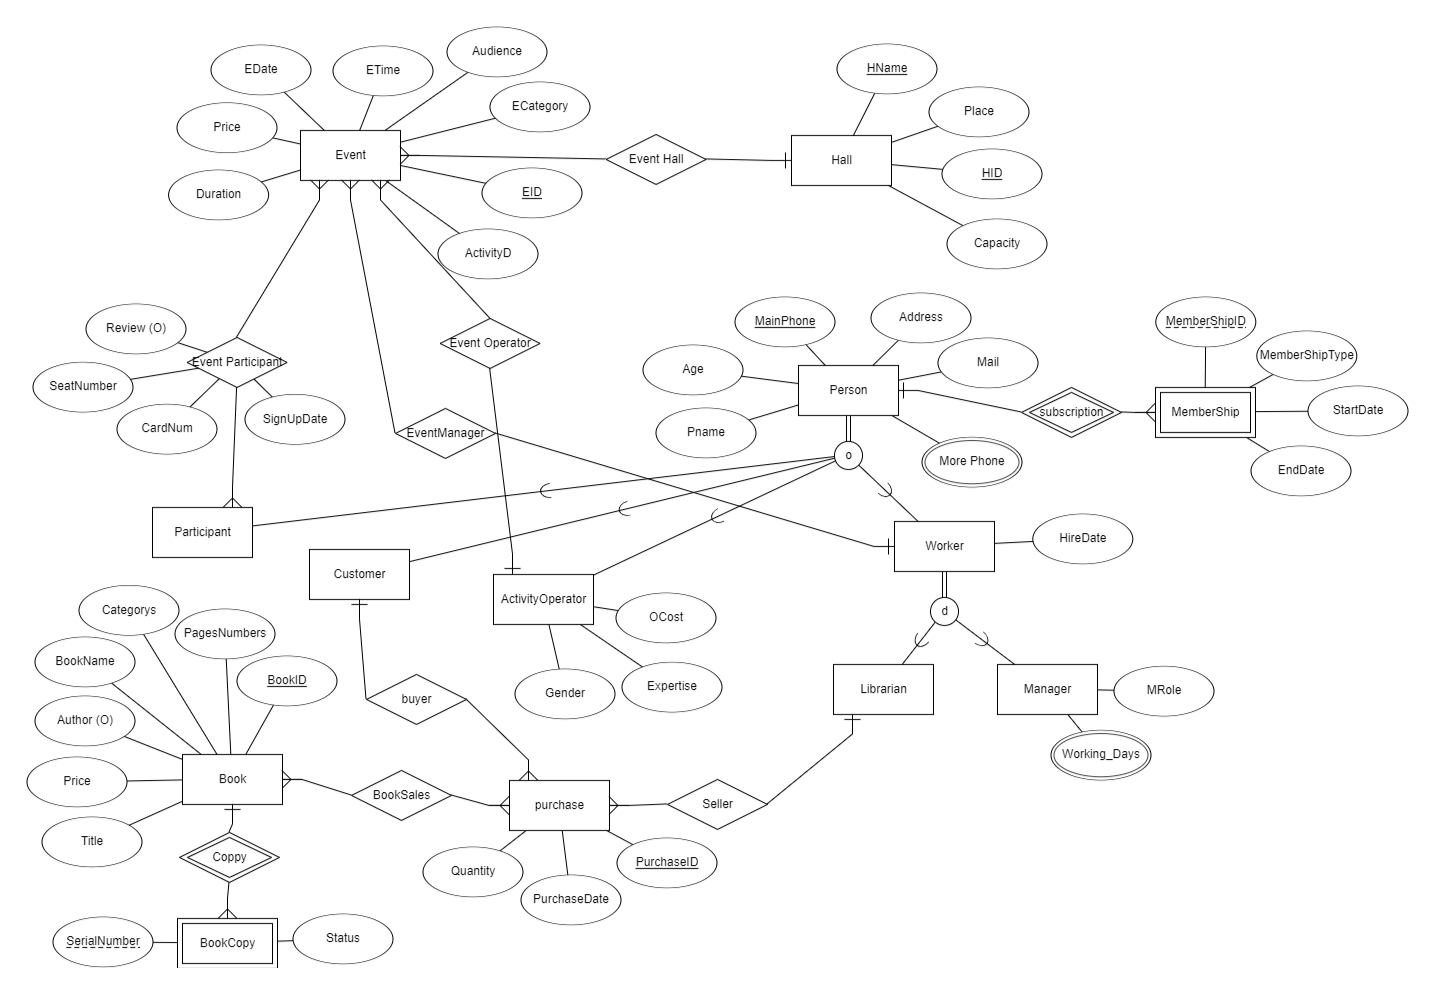 Audience
EDate
ETime
HName
ECategory
Place
Price
Event
Event Hall
Hall
HID
EID
Duration
Capacity
ActivityD
MainPhone
Address
MemberShipID
Review (O)
Event Operator
MemberShipType
Event Participant
Mail
Age
SeatNumber
Person
StartDate
subscription
MemberShip
SignUpDate
CardNum
Pname
EventManager
o
More Phone
EndDate
Participant
HireDate
Worker
Customer
ActivityOperator
Categorys
d
OCost
PagesNumbers
BookName
BookID
Expertise
Librarian
Manager
MRole
Gender
buyer
Author (O)
Working_Days
Book
Price
BookSales
purchase
Seller
Title
Coppy
PurchaseID
Quantity
PurchaseDate
Status
SerialNumber
BookCopy